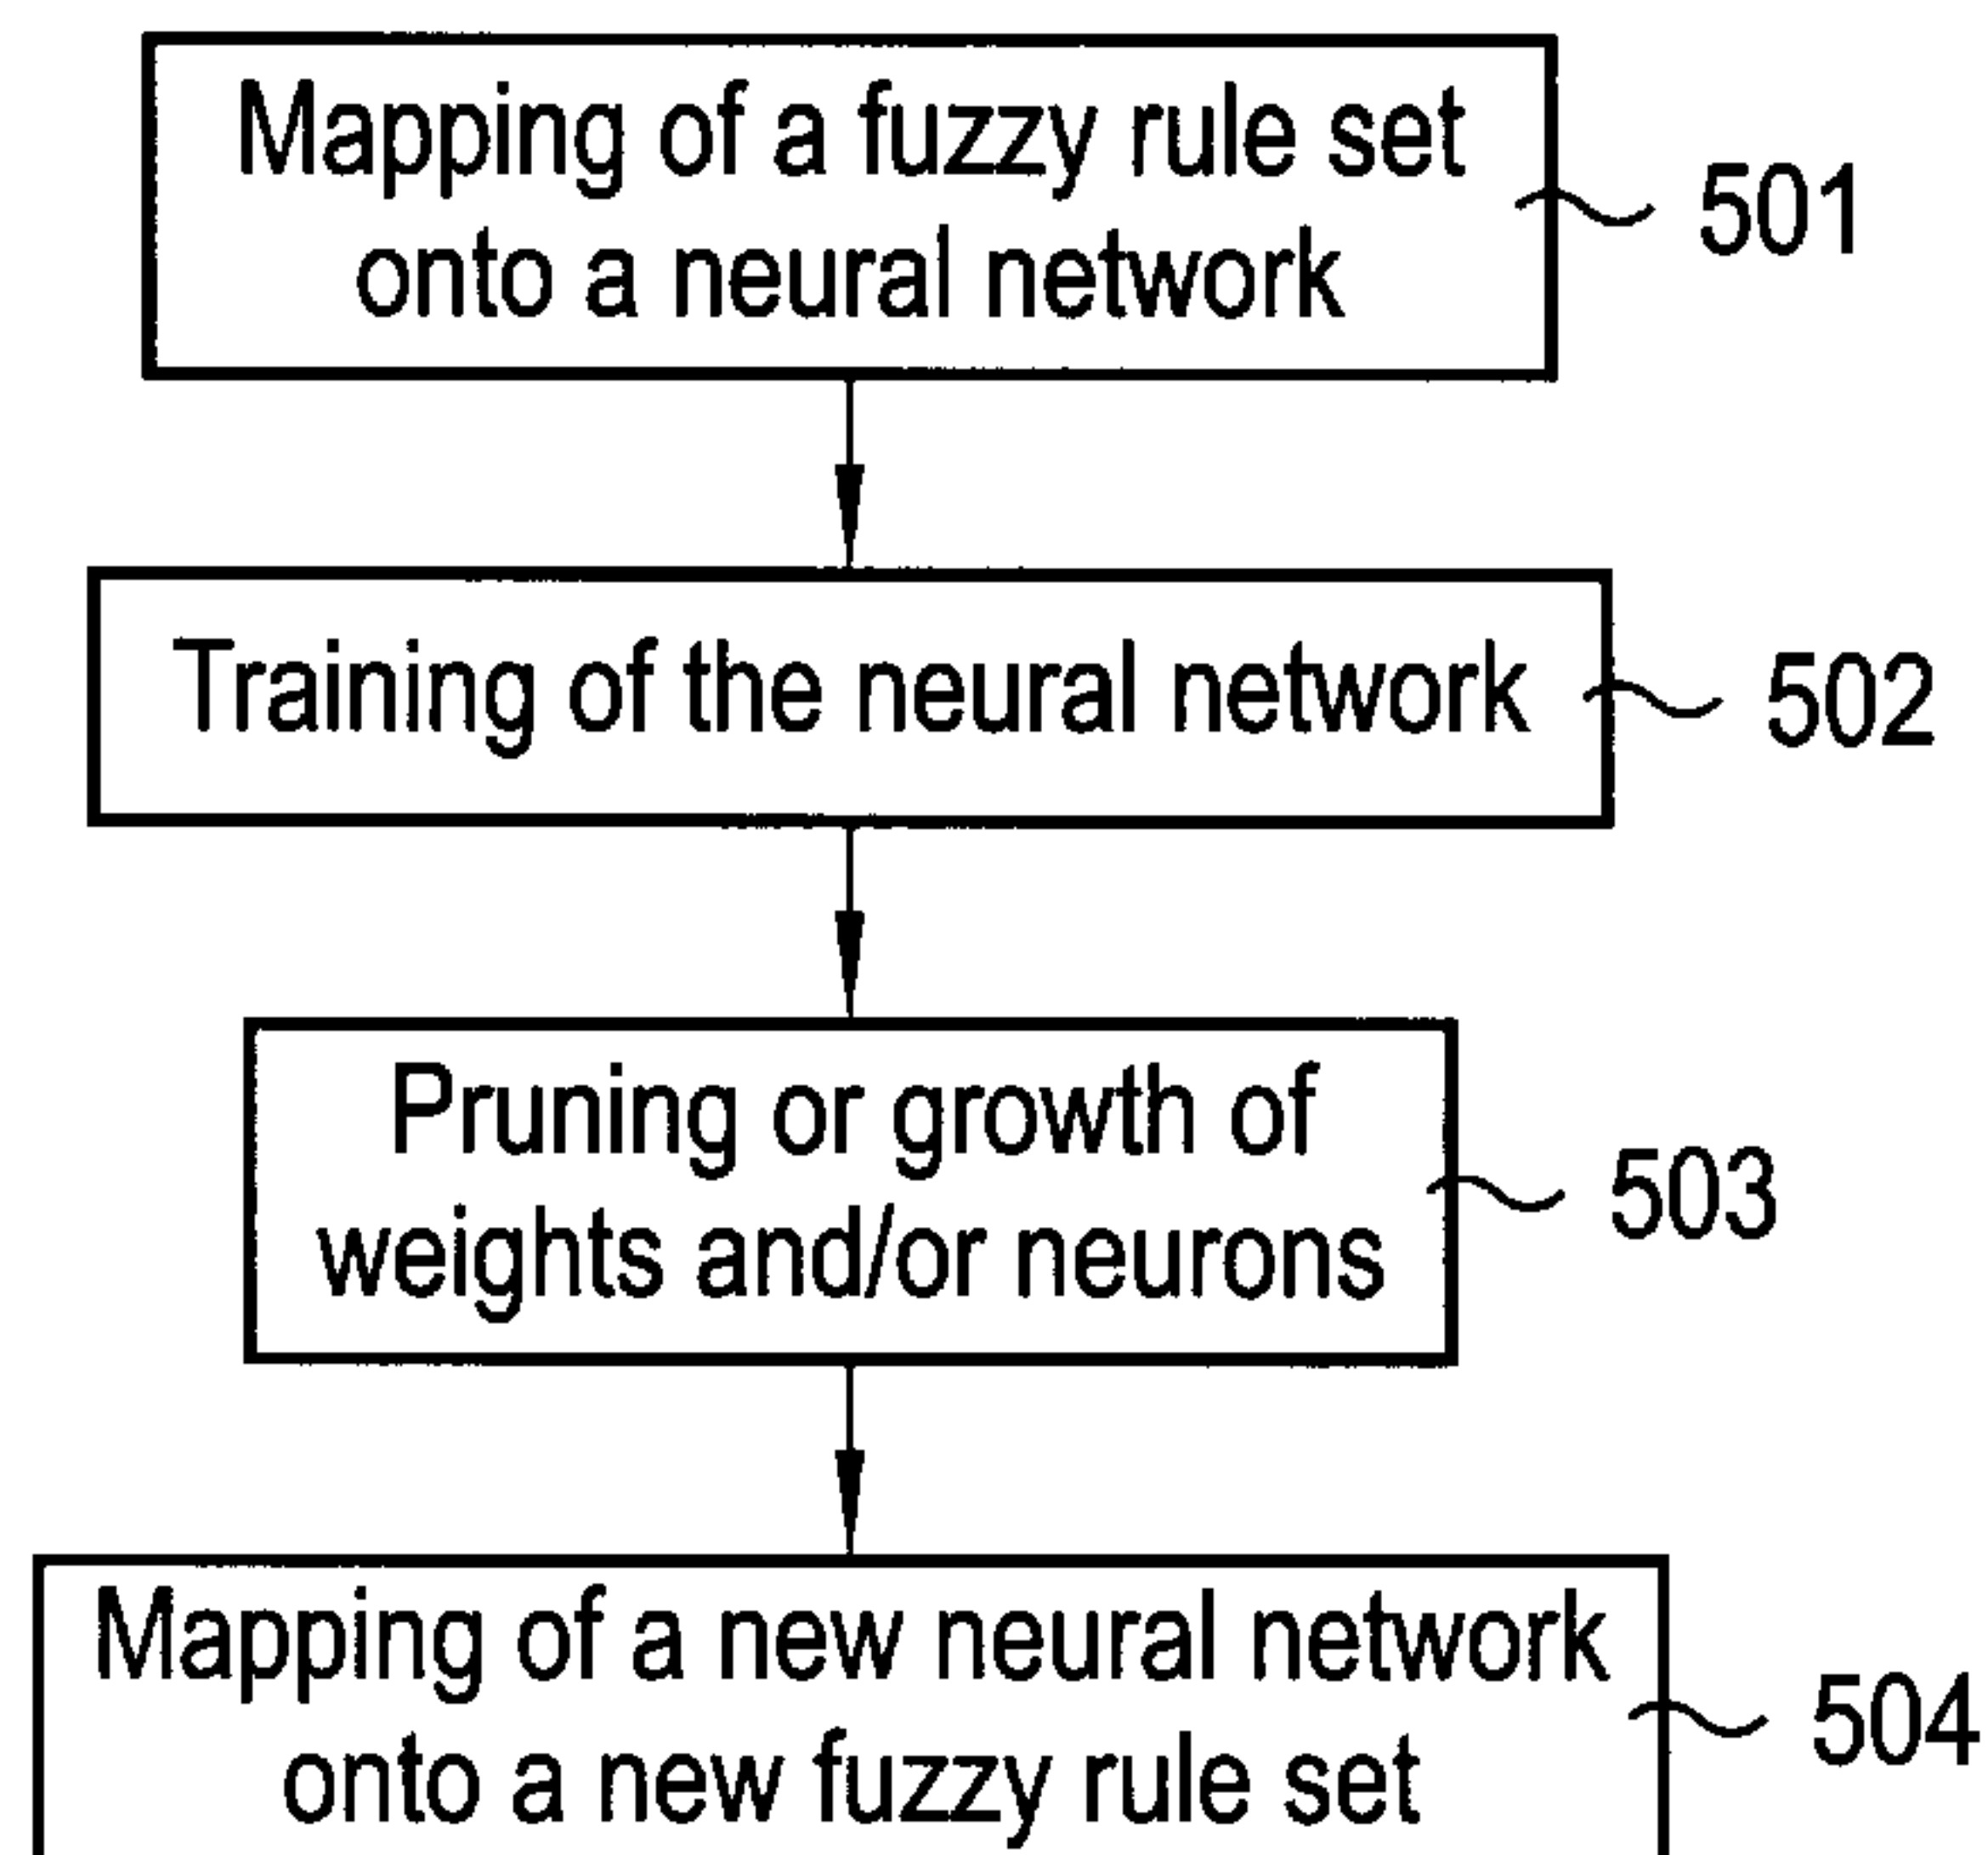 Mapping of a fuzzy rule set
onto a neural network
501
Training of the neural network
502
Pruning or growth of
weights and/or neurons
503
Mapping of a new neural network
onto a new fuzzy rule set
504